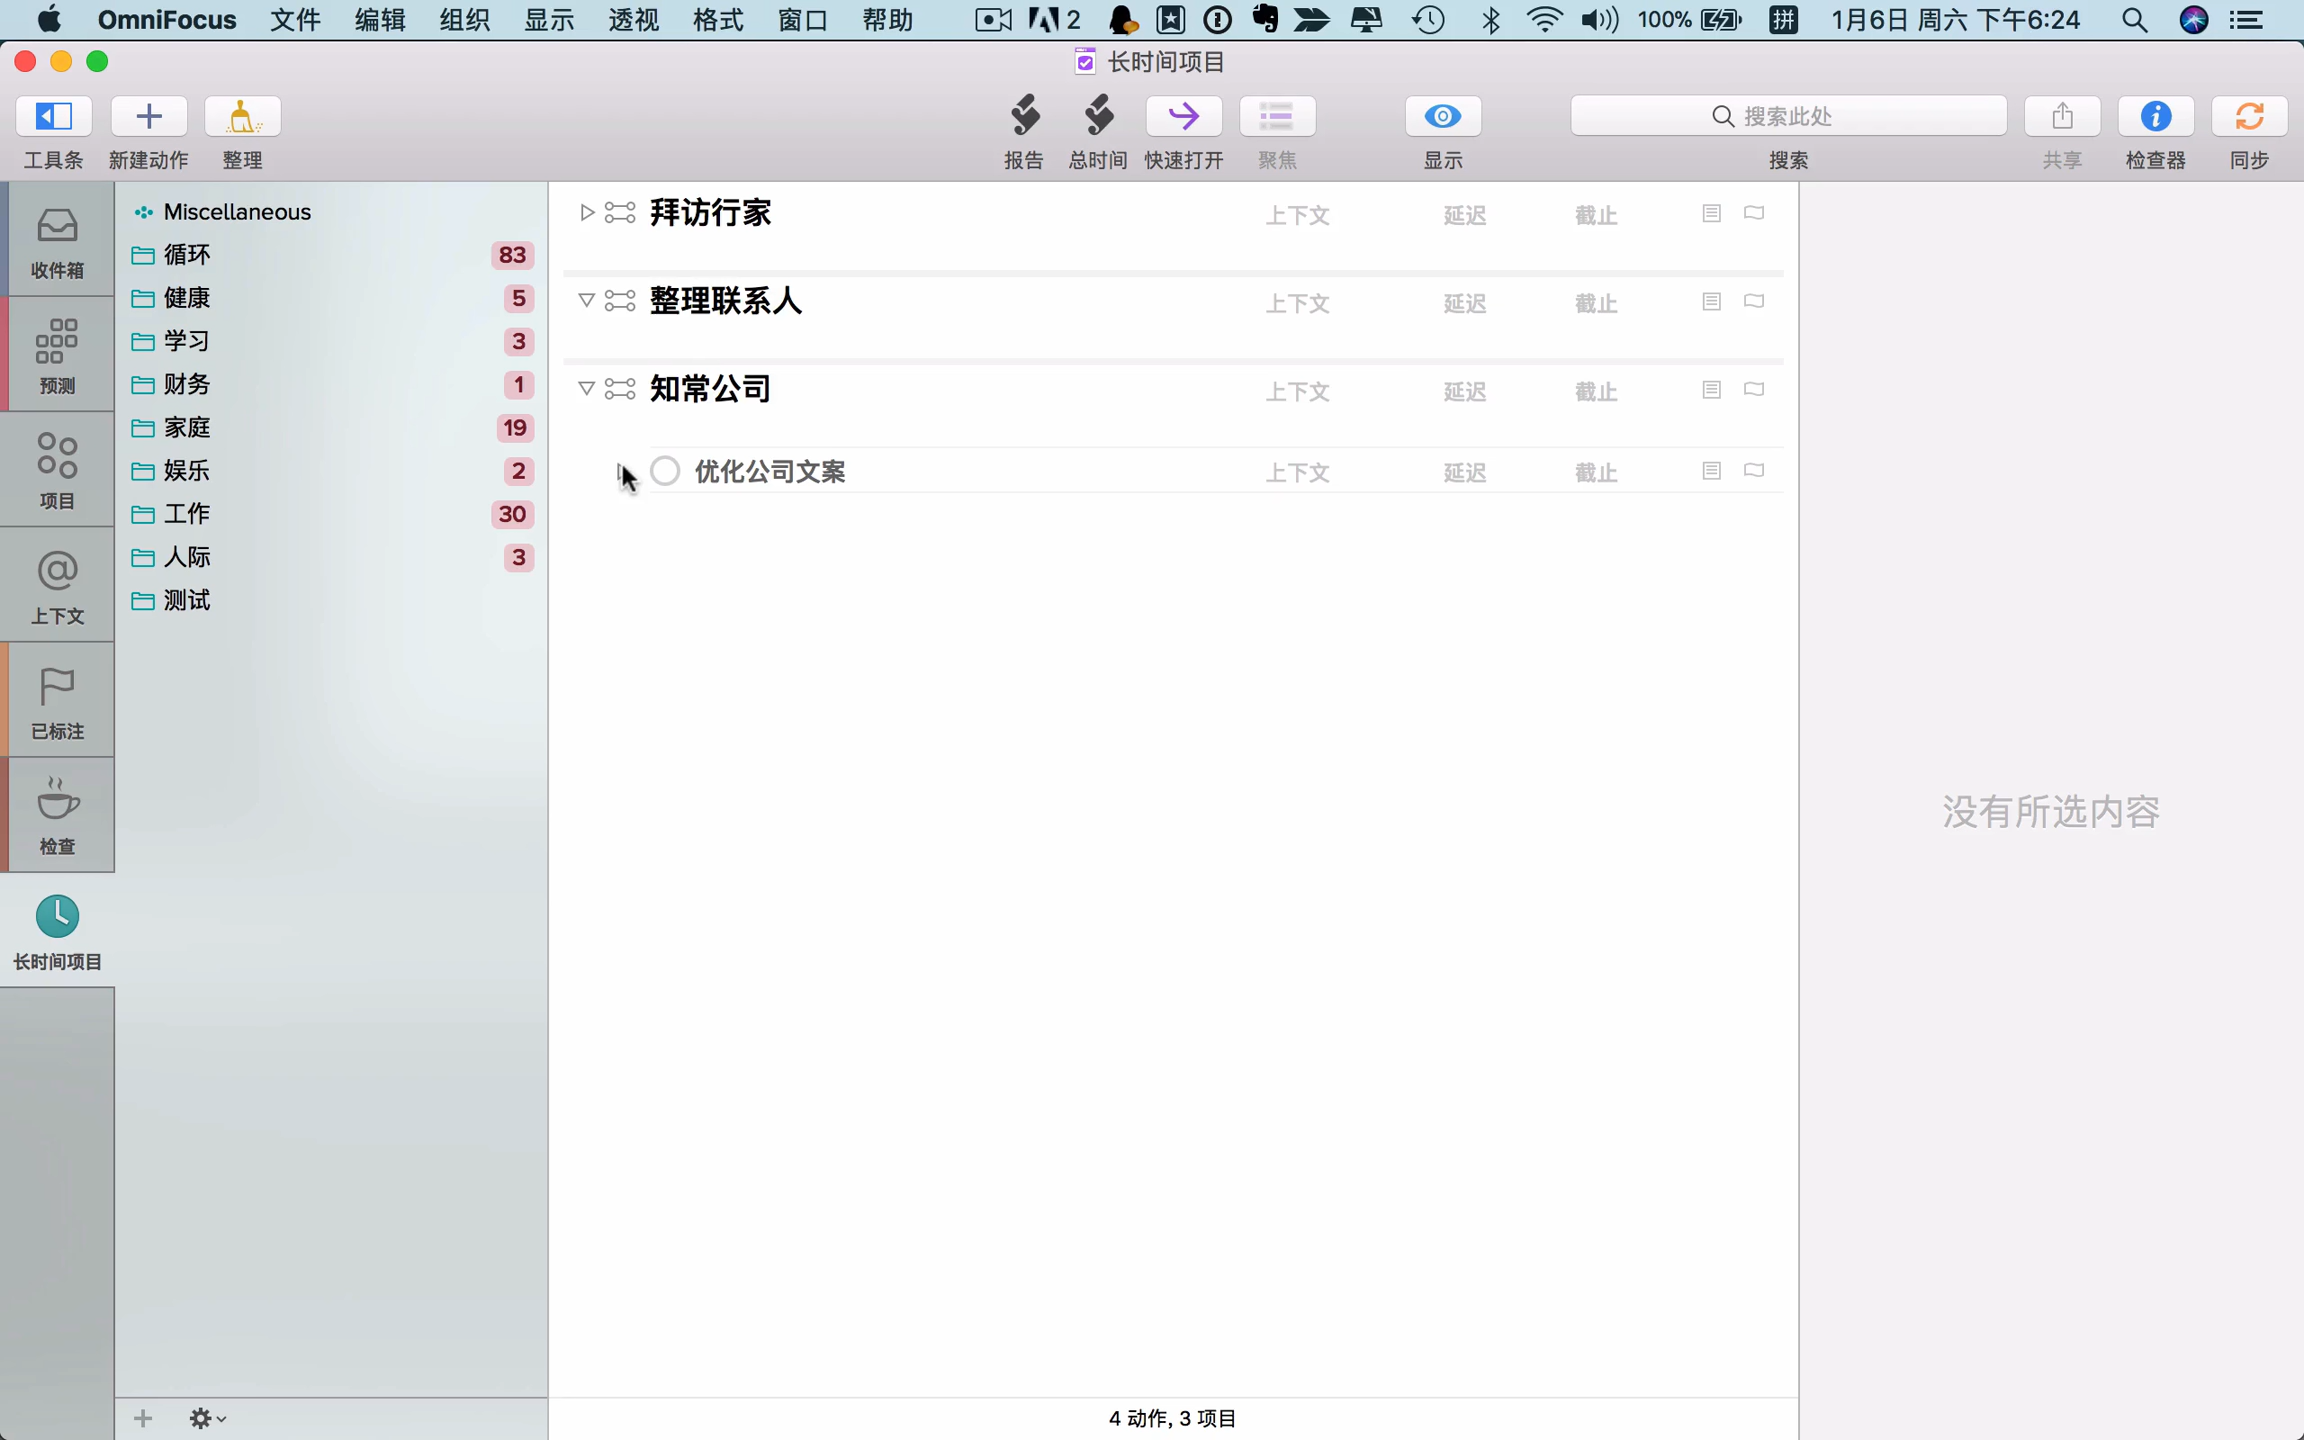 OmniFocus 文件 编辑 组织 显示 透视 格式 窗口 帮助 2 100% 拼 1月6日 周六 下午6:24
长时间项目
搜索此处
工具条 新建动作 整理 报告 总时间 快速打开 聚焦 显示 搜索 共享 检查器 同步
收件箱
预测
项目
上下文
已标注
检查
长时间项目
Miscellaneous
循环 83
健康 5
学习 3
财务 1
家庭 19
娱乐 2
工作 30
人际 3
测试
拜访行家 上下文 延迟 截止
整理联系人 上下文 延迟 截止
知常公司 上下文 延迟 截止
优化公司文案 上下文 延迟 截止
没有所选内容
4 动作, 3 项目